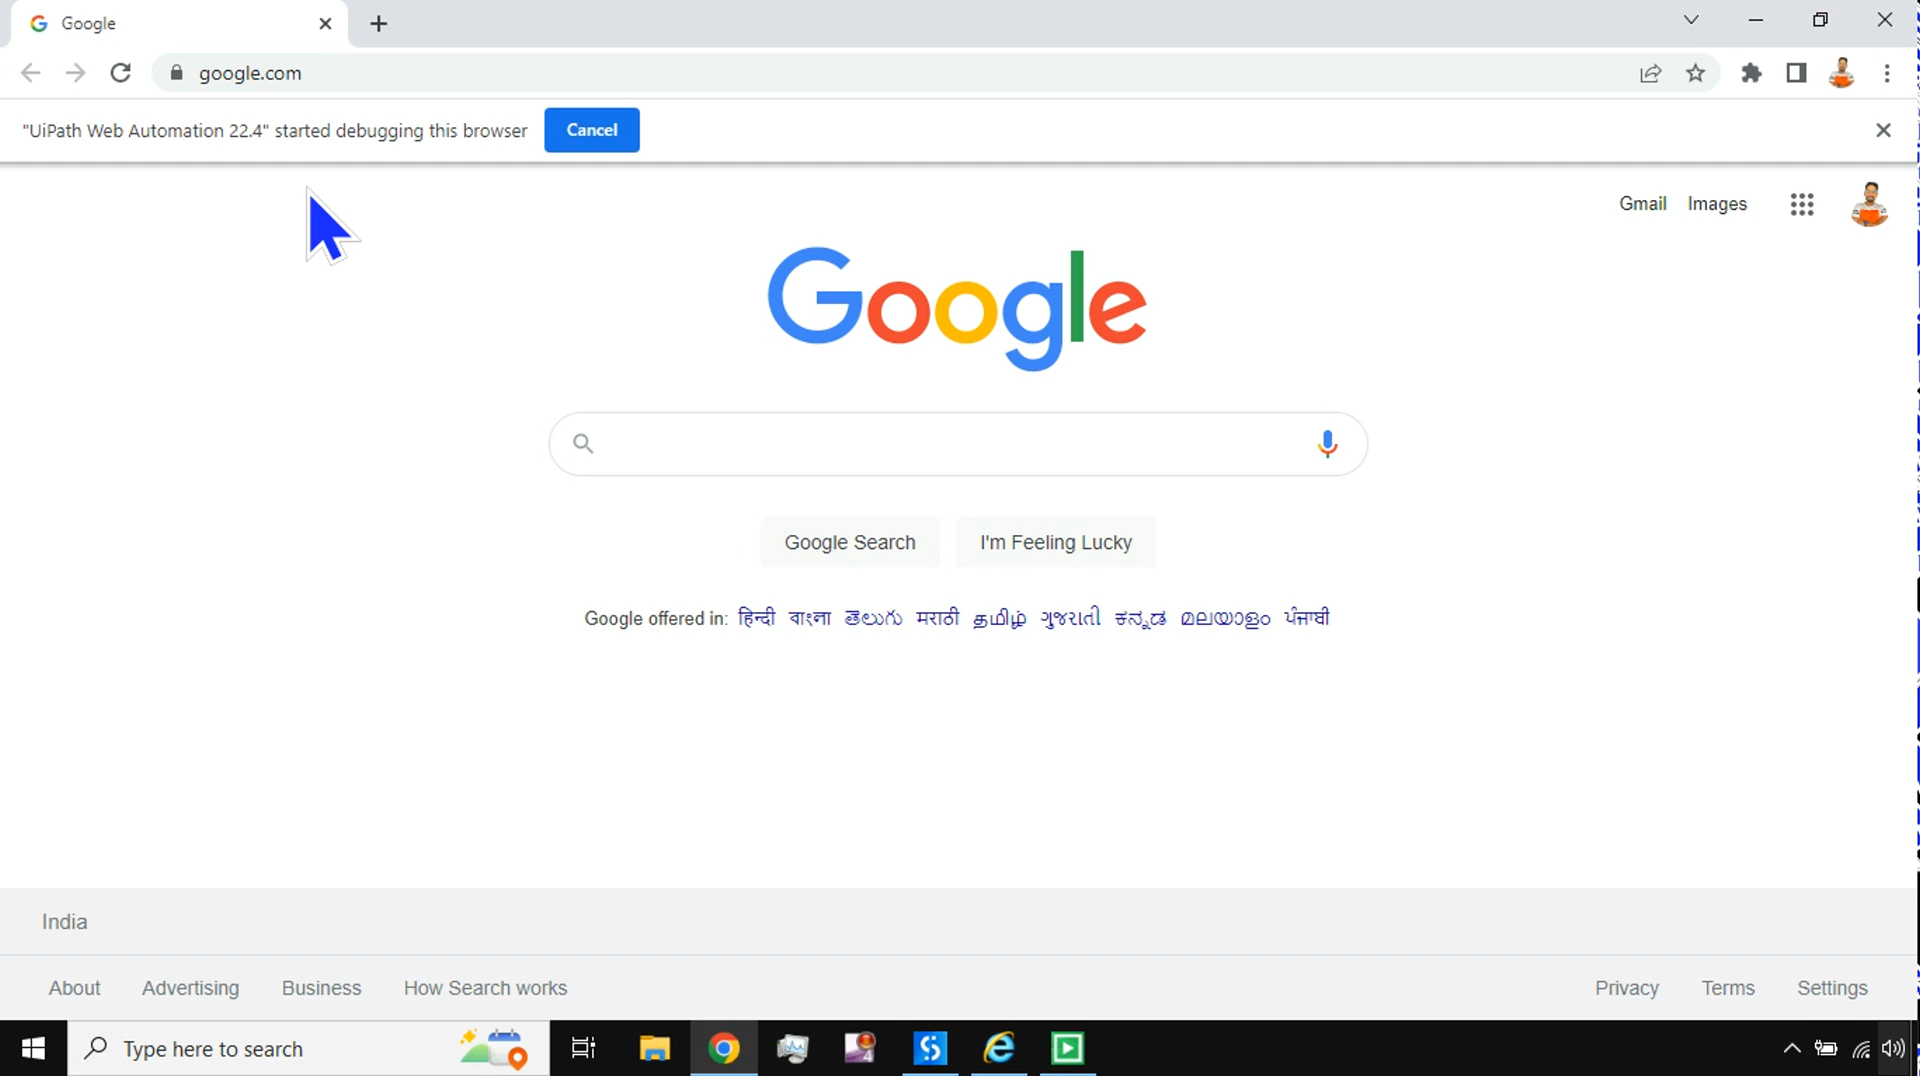 Google
google.com
"UiPath Web Automation 22.4" started debugging this browser Cancel
Gmail Images
Google
Google Search I'm Feeling Lucky
Google offered in: हिन्दी বাংলা తెలుగు मराठी தமிழ் ગુજરાતી ಕನ್ನಡ മലയാളം ਪੰਜਾਬੀ
India
About Advertising Business How Search works Privacy Terms Settings
Type here to search